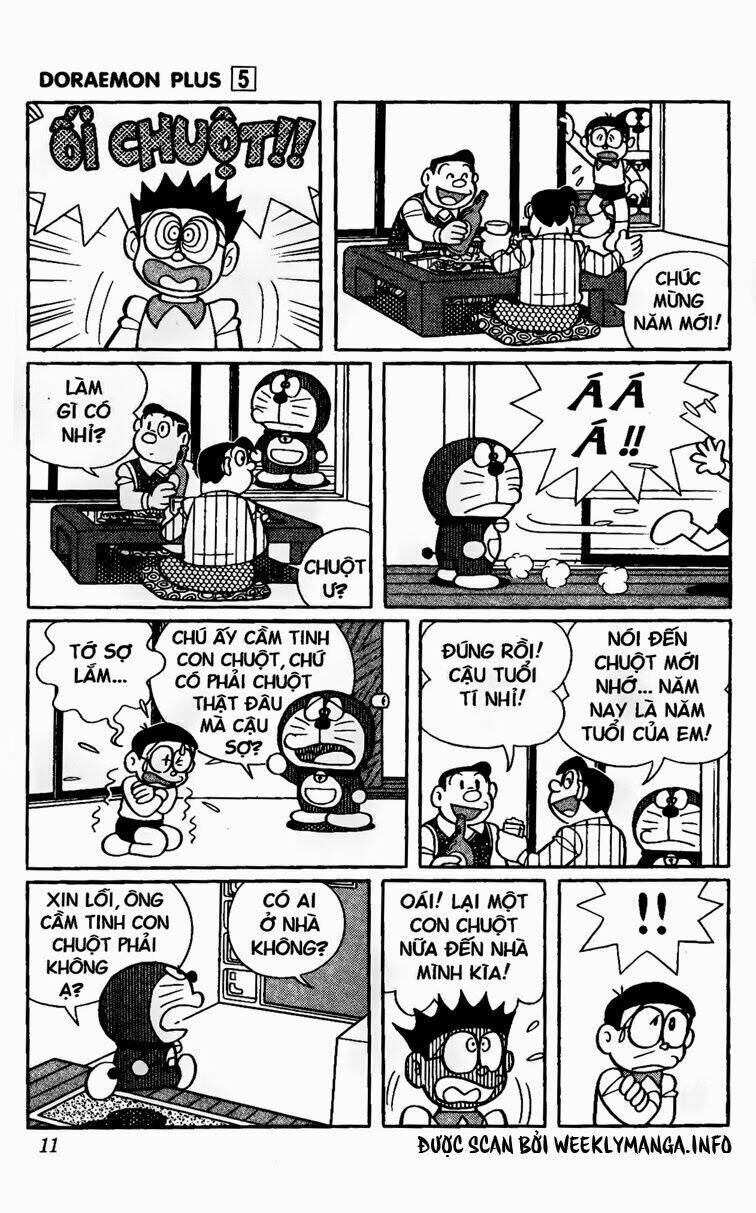 DORAEMON PLUS 5
ỐI CHUỘT!!
CHÚC
MỪNG
NĂM MỚI!
LÀM
GÌ CÓ
NHỈ?
CHUỘT
Ư?
Á Á
Á !!
TỚ SỢ
LẮM...
CHÚ ẤY CẦM TINH
CON CHUỘT, CHỨ
CÓ PHẢI CHUỘT
THẬT ĐÂU
MÀ CẬU
SỢ?
ĐÚNG RỒI!
CẬU TUỔI
TÍ NHỈ!
NÓI ĐẾN
CHUỘT MỚI
NHỚ... NĂM
NAY LÀ NĂM
TUỔI CỦA EM!
XIN LỖI, ÔNG
CẦM TINH CON
CHUỘT PHẢI
KHÔNG
Ạ?
CÓ AI
Ở NHÀ
KHÔNG?
OÁI! LẠI MỘT
CON CHUỘT
NỮA ĐẾN NHÀ
MÌNH KÌA!
!!
11
ĐƯỢC SCAN BỞI WEEKLYMANGA.INFO